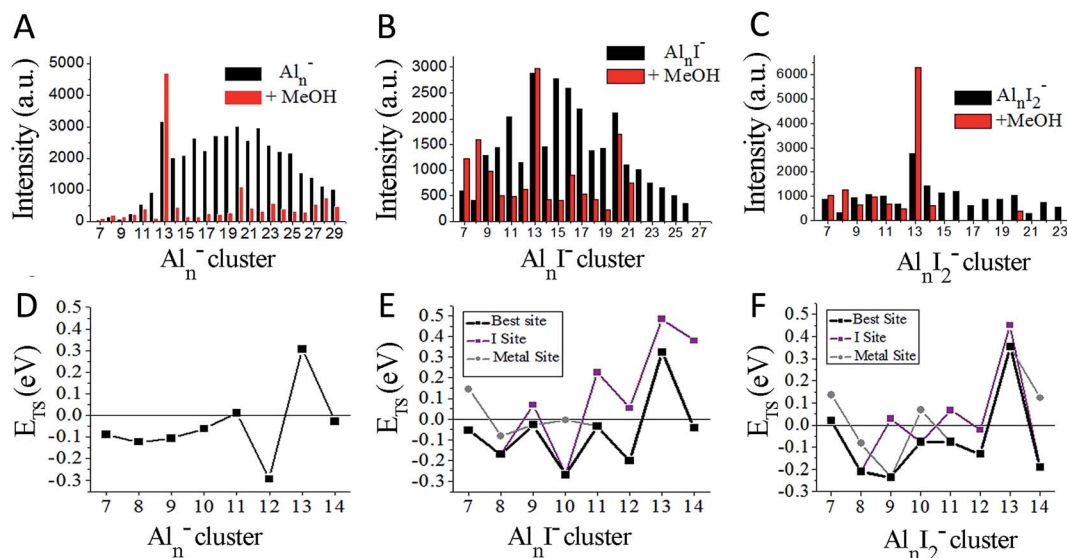 A
5000
4000
3000
2000
1000
0
Intensity (a.u.)
Alₙ⁻
+ MeOH
7 9 11 13 15 17 19 21 23 25 27 29
Alₙ⁻ cluster
B
4000
3500
3000
2500
2000
1500
1000
500
0
Intensity (a.u.)
AlₙI⁻
+ MeOH
7 9 11 13 15 17 19 21 23 25 27
AlₙI⁻ cluster
C
6000
5000
4000
3000
2000
1000
0
Intensity (a.u.)
AlₙI₂⁻
+MeOH
7 9 11 13 15 17 19 21 23
AlₙI₂⁻ cluster
D
0.5
0.4
0.3
0.2
0.1
0.0
-0.1
-0.2
-0.3
E_TS (eV)
7 8 9 10 11 12 13 14
Alₙ⁻ cluster
E
0.5
0.4
0.3
0.2
0.1
0.0
-0.1
-0.2
-0.3
E_TS (eV)
Best site
I Site
Metal Site
7 8 9 10 11 12 13 14
AlₙI⁻ cluster
F
0.5
0.4
0.3
0.2
0.1
0.0
-0.1
-0.2
-0.3
E_TS (eV)
Best Site
I Site
Metal Site
7 8 9 10 11 12 13 14
AlₙI₂⁻ cluster